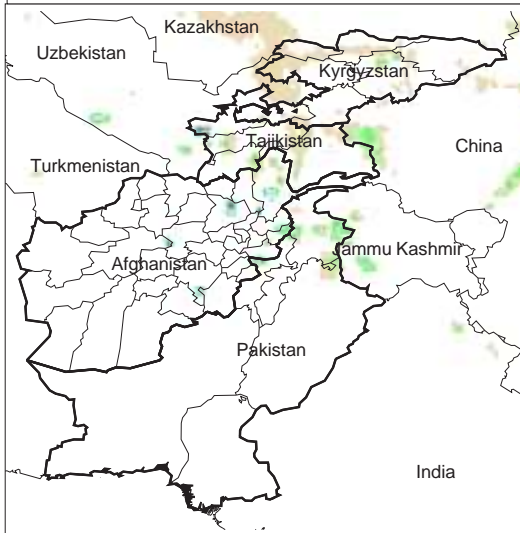 Kazakhstan
Uzbekistan
Kyrgyzstan
Tajikistan
China
Turkmenistan
Jammu Kashmir
Afghanistan
Pakistan
India